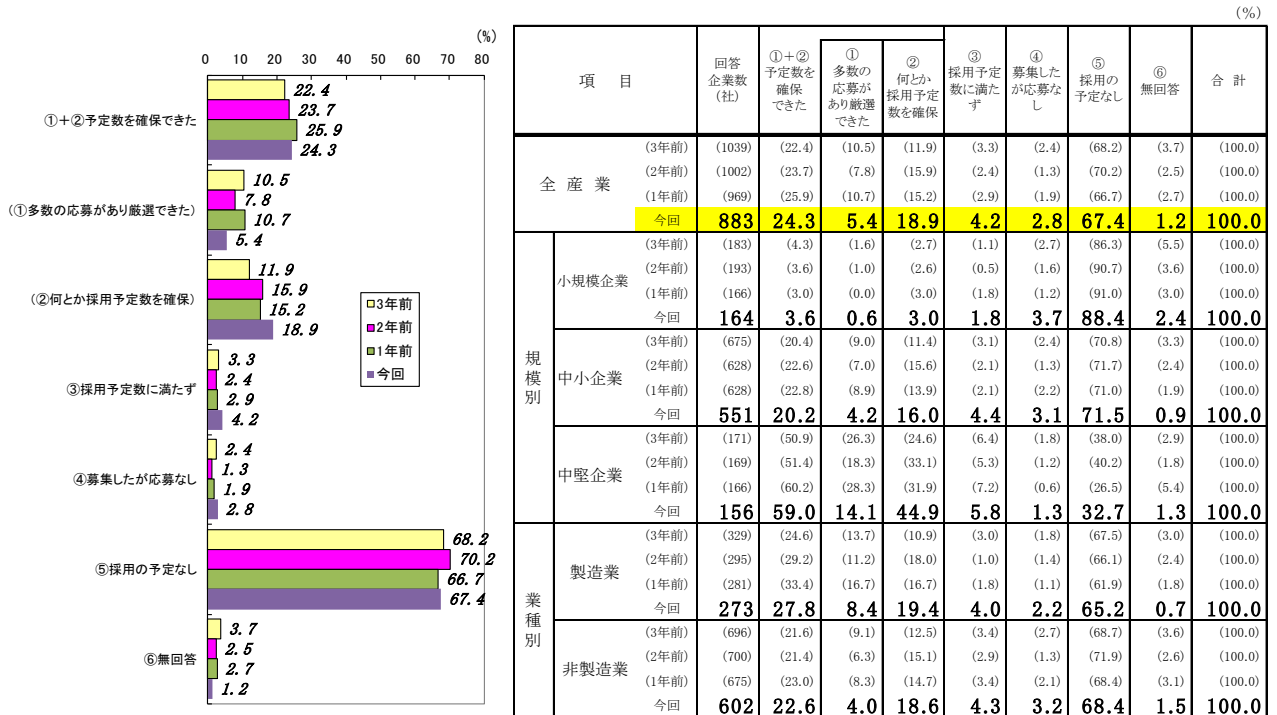 (%)
(%)
0 10 20 30 40 50 60 70 80
①+②予定数を確保できた
22.4
23.7
25.9
24.3
(①多数の応募があり厳選できた)
10.5
7.8
10.7
5.4
(②何とか採用予定数を確保)
11.9
15.9
15.2
18.9
③採用予定数に満たず
3.3
2.4
2.9
4.2
④募集したが応募なし
2.4
1.3
1.9
2.8
⑤採用の予定なし
68.2
70.2
66.7
67.4
⑥無回答
3.7
2.5
2.7
1.2
3年前
2年前
1年前
今回
項 目
回答
企業数
(社)
①+②
予定数を
確保
できた
①
多数の
応募が
あり厳選
できた
②
何とか
採用予定
数を確保
③
採用予定
数に満た
ず
④
募集した
が応募な
し
⑤
採用の
予定なし
⑥
無回答
合 計
全 産 業
(3年前) (1039) (22.4) (10.5) (11.9) (3.3) (2.4) (68.2) (3.7) (100.0)
(2年前) (1002) (23.7) (7.8) (15.9) (2.4) (1.3) (70.2) (2.5) (100.0)
(1年前) (969) (25.9) (10.7) (15.2) (2.9) (1.9) (66.7) (2.7) (100.0)
今回 883 24.3 5.4 18.9 4.2 2.8 67.4 1.2 100.0
規模別
小規模企業
(3年前) (183) (4.3) (1.6) (2.7) (1.1) (2.7) (86.3) (5.5) (100.0)
(2年前) (193) (3.6) (1.0) (2.6) (0.5) (1.6) (90.7) (3.6) (100.0)
(1年前) (166) (3.0) (0.0) (3.0) (1.8) (1.2) (91.0) (3.0) (100.0)
今回 164 3.6 0.6 3.0 1.8 3.7 88.4 2.4 100.0
中小企業
(3年前) (675) (20.4) (9.0) (11.4) (3.1) (2.4) (70.8) (3.3) (100.0)
(2年前) (628) (22.6) (7.0) (15.6) (2.1) (1.3) (71.7) (2.4) (100.0)
(1年前) (628) (22.8) (8.9) (13.9) (2.1) (2.2) (71.0) (1.9) (100.0)
今回 551 20.2 4.2 16.0 4.4 3.1 71.5 0.9 100.0
中堅企業
(3年前) (171) (50.9) (26.3) (24.6) (6.4) (1.8) (38.0) (2.9) (100.0)
(2年前) (169) (51.4) (18.3) (33.1) (5.3) (1.2) (40.2) (1.8) (100.0)
(1年前) (166) (60.2) (28.3) (31.9) (7.2) (0.6) (26.5) (5.4) (100.0)
今回 156 59.0 14.1 44.9 5.8 1.3 32.7 1.3 100.0
業種別
製造業
(3年前) (329) (24.6) (13.7) (10.9) (3.0) (1.8) (67.5) (3.0) (100.0)
(2年前) (295) (29.2) (11.2) (18.0) (1.0) (1.4) (66.1) (2.4) (100.0)
(1年前) (281) (33.4) (16.7) (16.7) (1.8) (1.1) (61.9) (1.8) (100.0)
今回 273 27.8 8.4 19.4 4.0 2.2 65.2 0.7 100.0
非製造業
(3年前) (696) (21.6) (9.1) (12.5) (3.4) (2.7) (68.7) (3.6) (100.0)
(2年前) (700) (21.4) (6.3) (15.1) (2.9) (1.3) (71.9) (2.6) (100.0)
(1年前) (675) (23.0) (8.3) (14.7) (3.4) (2.1) (68.4) (3.1) (100.0)
今回 602 22.6 4.0 18.6 4.3 3.2 68.4 1.5 100.0